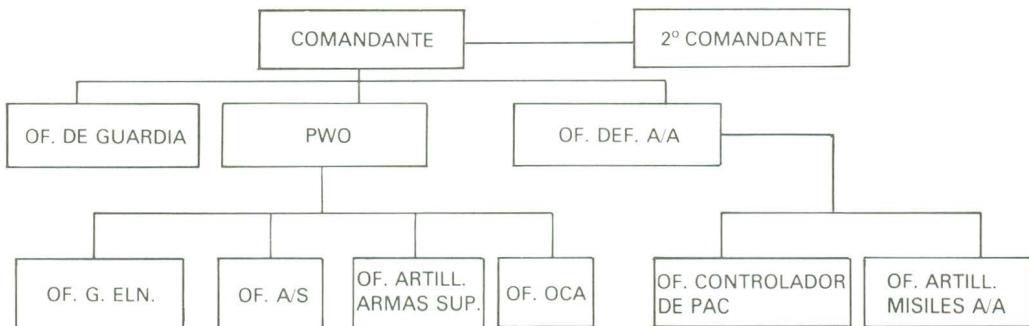 COMANDANTE
2º COMANDANTE
OF. DE GUARDIA
PWO
OF. DEF. A/A
OF. G. ELN.
OF. A/S
OF. ARTILL.
ARMAS SUP.
OF. OCA
OF. CONTROLADOR
DE PAC
OF. ARTILL.
MISILES A/A